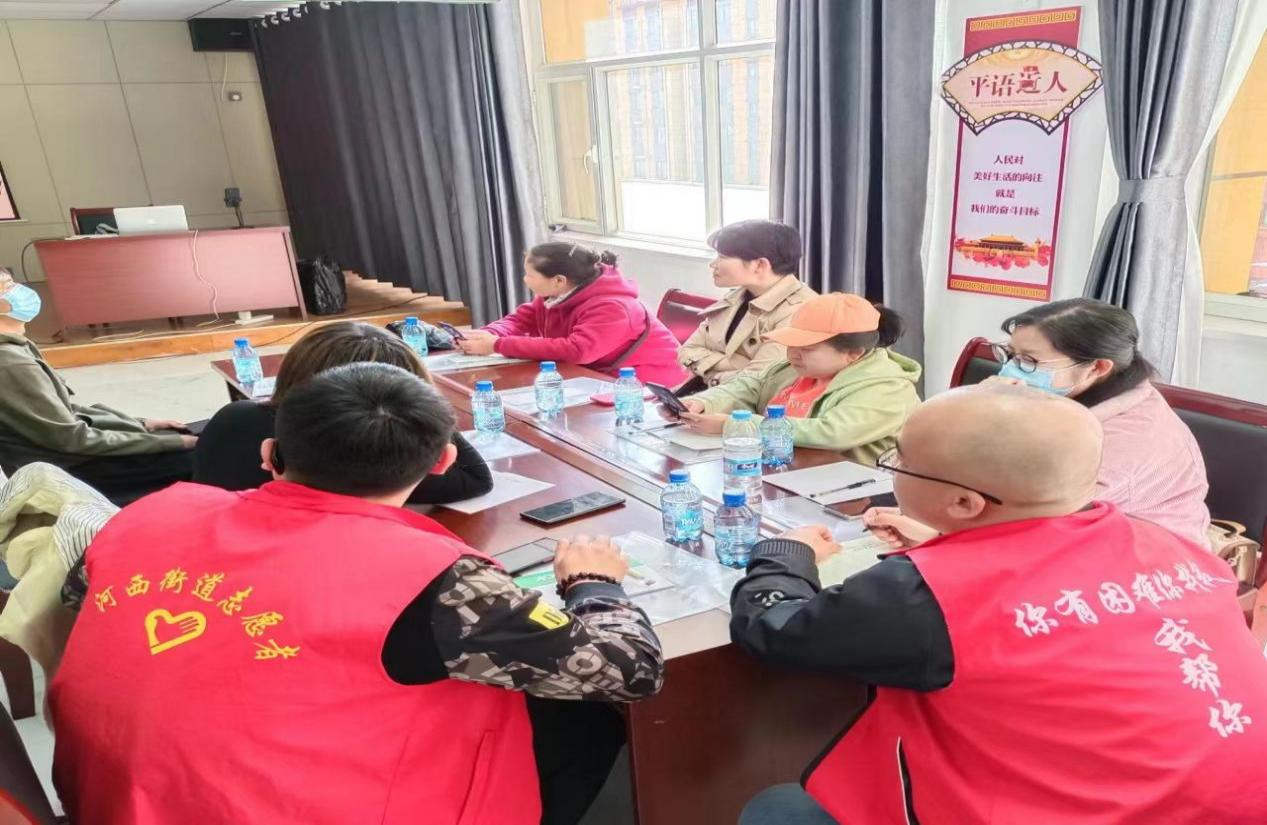 平语近人
人民对
美好生活的向往
就是
我们的奋斗目标
河西街道志愿者
你有困难你找我
我帮你